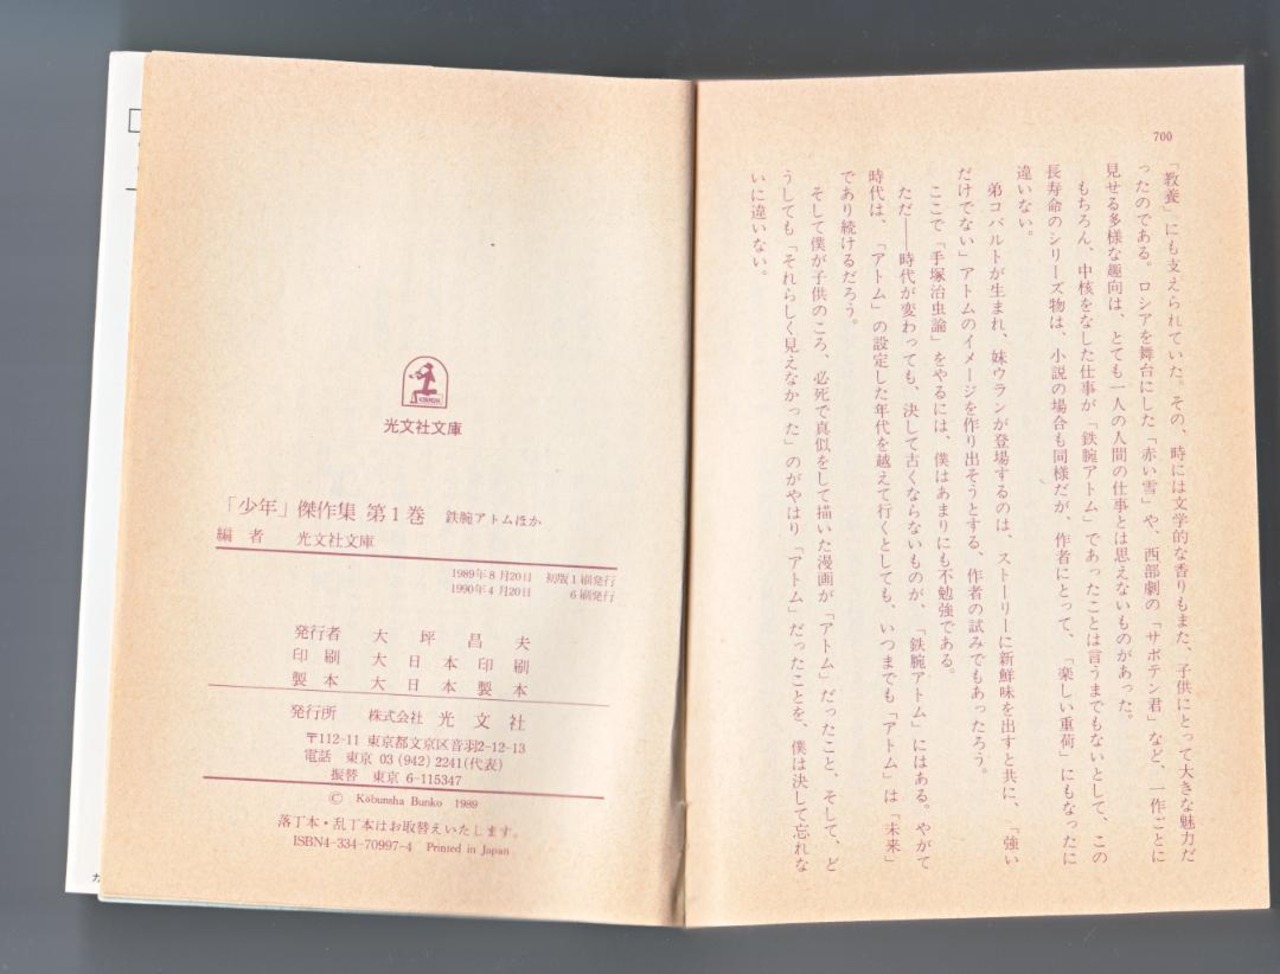 700
「教養」にも支えられていた。その、時には文学的な香りもまた、子供にとって大きな魅力だ
ったのである。ロシアを舞台にした「赤い雪」や、西部劇の「サボテン君」など、一作ごとに
見せる多様な趣向は、とても一人の人間の仕事とは思えないものがあった。
もちろん、中核をなした仕事が「鉄腕アトム」であったことは言うまでもないとして、この
長寿命のシリーズ物は、小説の場合も同様だが、作者にとって、「楽しい重荷」にもなったに
違いない。
弟コバルトが生まれ、妹ウランが登場するのは、ストーリーに新鮮味を出すと共に、「強い
だけでない」アトムのイメージを作り出そうとする、作者の試みでもあったろう。
ここで「手塚治虫論」をやるには、僕はあまりにも不勉強である。
ただ――時代が変わっても、決して古くならないものが、「鉄腕アトム」にはある。やがて
時代は、「アトム」の設定した年代を越えて行くとしても、いつまでも「アトム」は「未来」
であり続けるだろう。
そして僕が子供のころ、必死で真似をして描いた漫画が「アトム」だったこと、そして、ど
うしても「それらしく見えなかった」のがやはり「アトム」だったことを、僕は決して忘れな
いに違いない。
光文社文庫
「少年」傑作集 第1巻 鉄腕アトムほか
編 者 光文社文庫
1989年8月20日 初版1刷発行
1990年4月20日 6刷発行
発行者 大 坪 昌 夫
印 刷 大 日 本 印 刷
製 本 大 日 本 製 本
発行所 株式会社 光 文 社
〒112-11 東京都文京区音羽2-12-13
電話 東京 03 (942) 2241(代表)
振替 東京 6-115347
© Kōbunsha Bunko 1989
落丁本・乱丁本はお取替えいたします。
ISBN4-334-70997-4 Printed in Japan